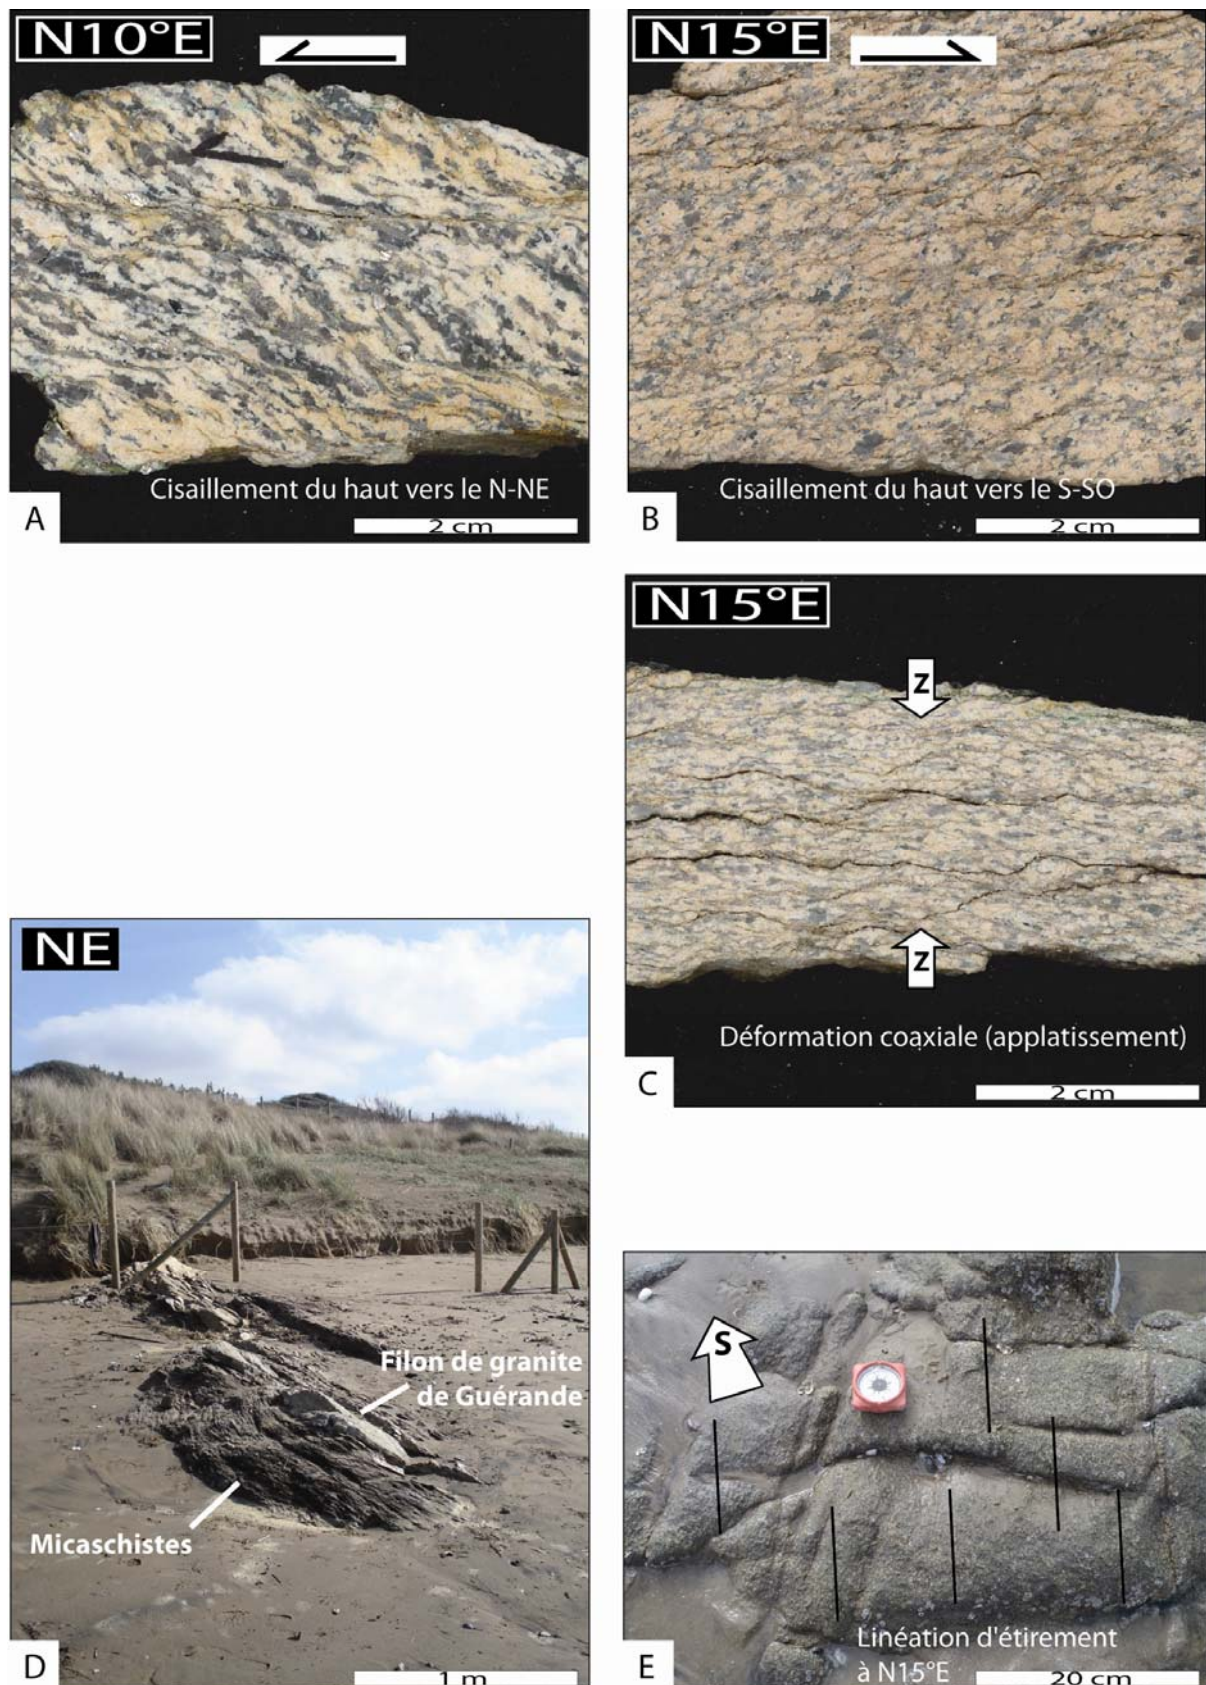 N10°E
Cisaillement du haut vers le N-NE
A
2 cm
N15°E
Cisaillement du haut vers le S-SO
B
2 cm
N15°E
Z
Z
Déformation coaxiale (applatissement)
C
2 cm
NE
Filon de granite
de Guérande
Micaschistes
D
1 m
S
Linéation d'étirement
à N15°E
E
20 cm